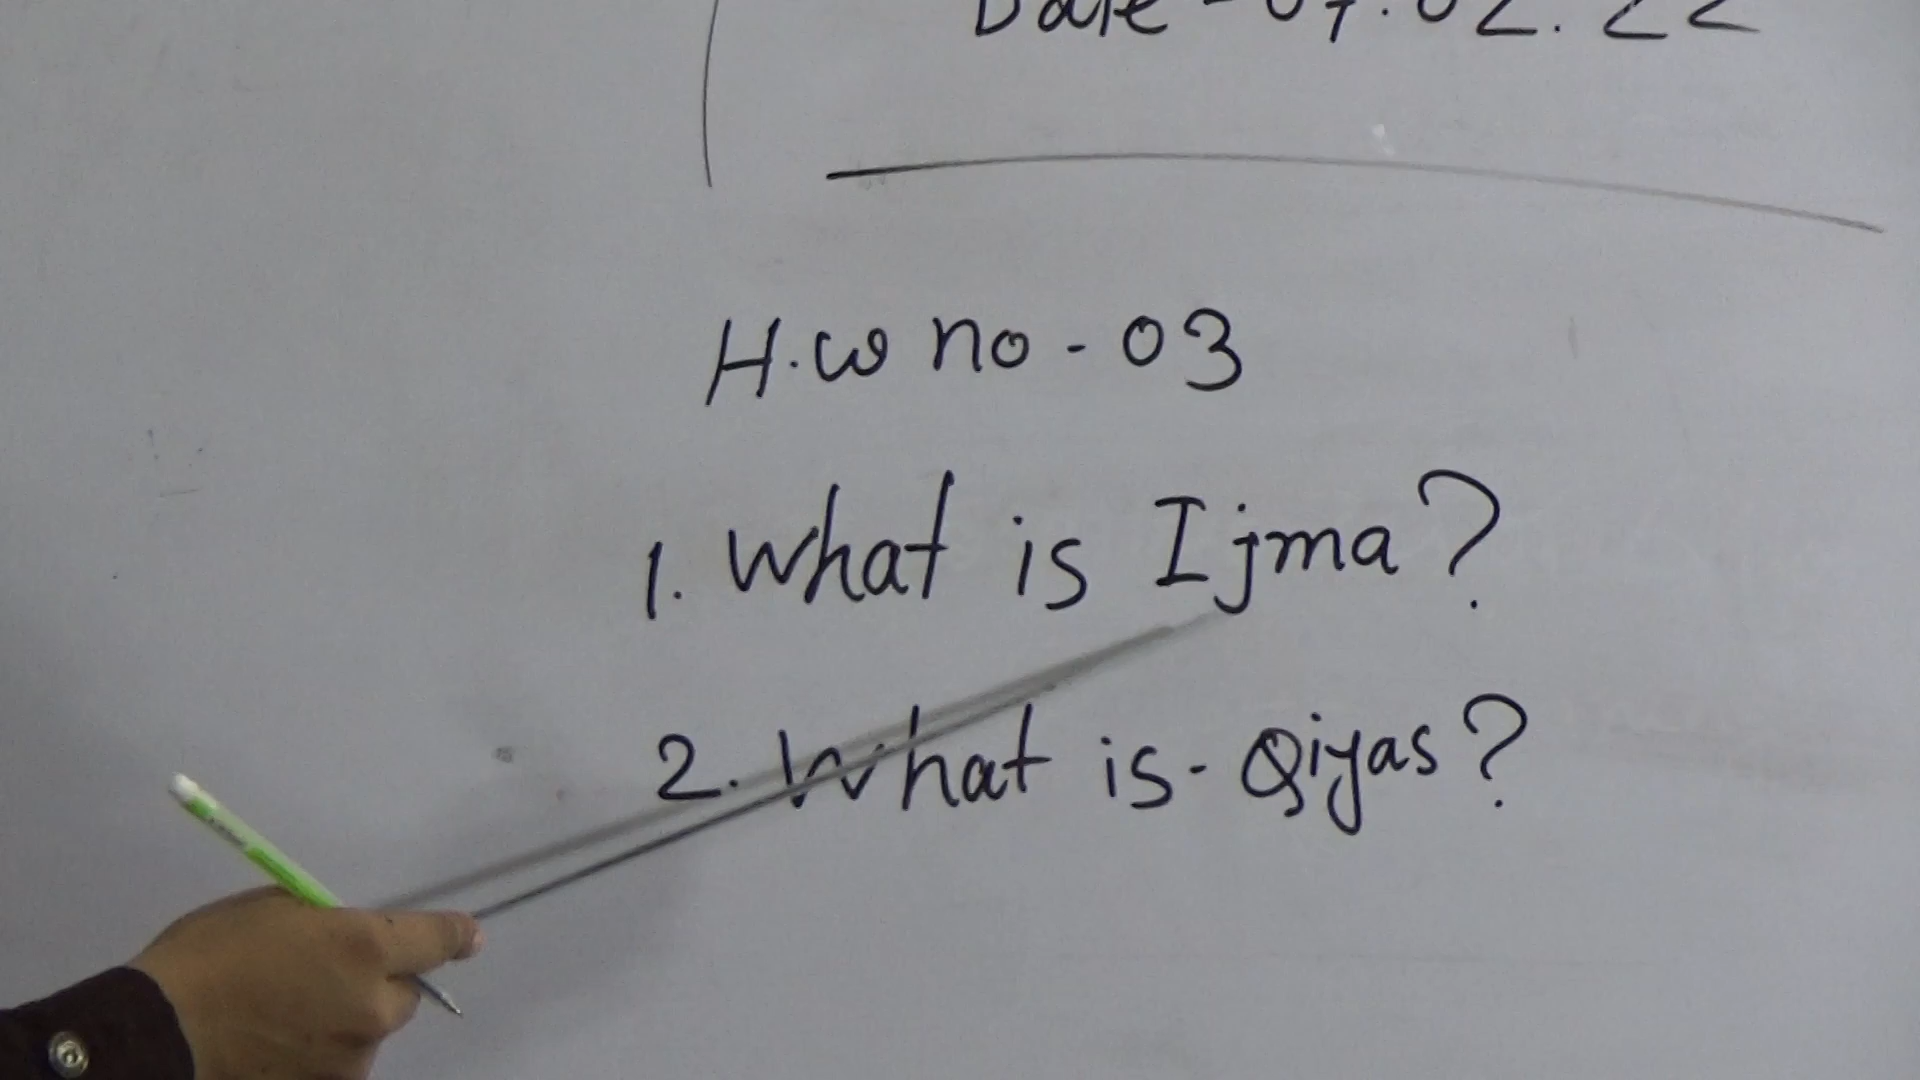 Date - 07.02.22
H.w no - 03
1. What is Ijma?
2. What is - Qiyas?